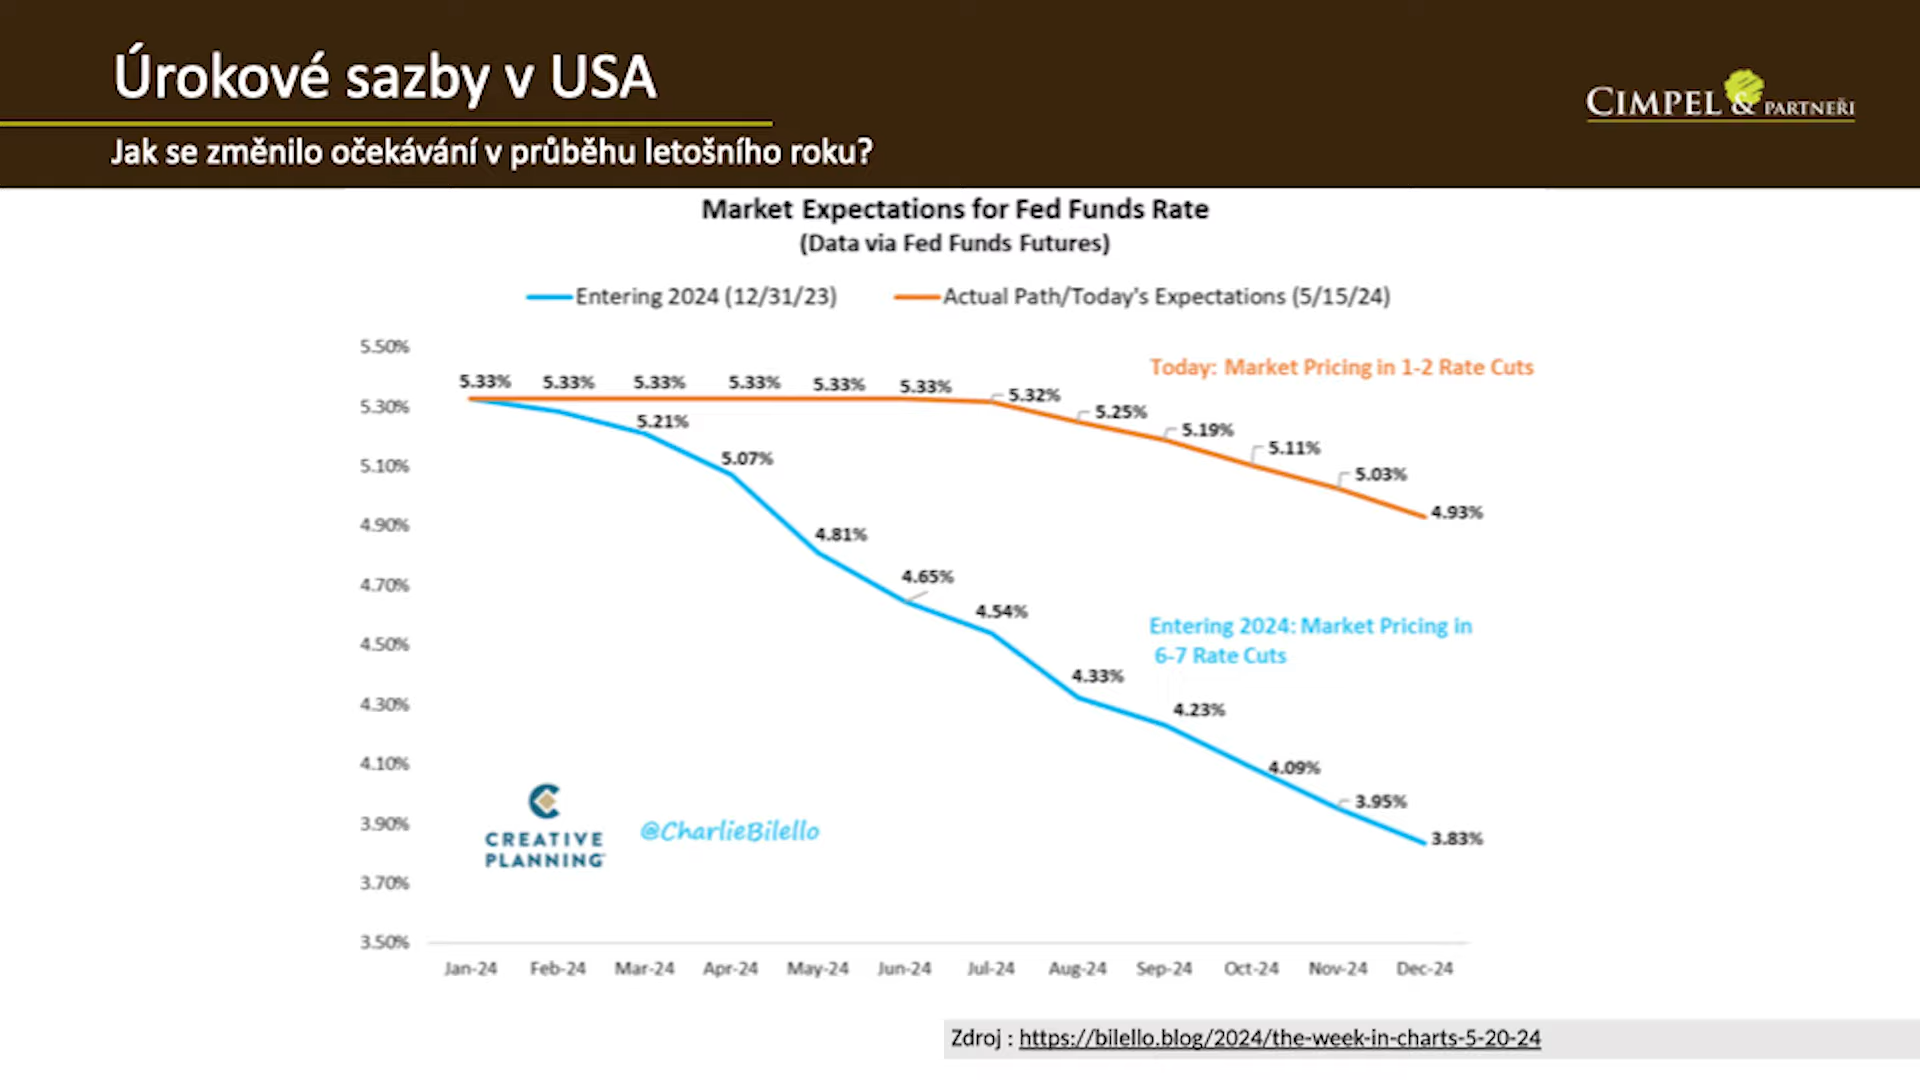 Úrokové sazby v USA
CIMPEL & PARTNEŘI
Jak se změnilo očekávání v průběhu letošního roku?
Market Expectations for Fed Funds Rate
(Data via Fed Funds Futures)
Entering 2024 (12/31/23)
Actual Path/Today's Expectations (5/15/24)
5.50%
5.30%
5.10%
4.90%
4.70%
4.50%
4.30%
4.10%
3.90%
3.70%
3.50%
5.33% 5.33% 5.33% 5.33% 5.33% 5.33% 5.32% 5.25% 5.19% 5.11% 5.03% 4.93%
Today: Market Pricing in 1-2 Rate Cuts
5.21% 5.07% 4.81% 4.65% 4.54% 4.33% 4.23% 4.09% 3.95% 3.83%
Entering 2024: Market Pricing in
6-7 Rate Cuts
CREATIVE
PLANNING
@CharlieBilello
Jan-24 Feb-24 Mar-24 Apr-24 May-24 Jun-24 Jul-24 Aug-24 Sep-24 Oct-24 Nov-24 Dec-24
Zdroj : https://bilello.blog/2024/the-week-in-charts-5-20-24